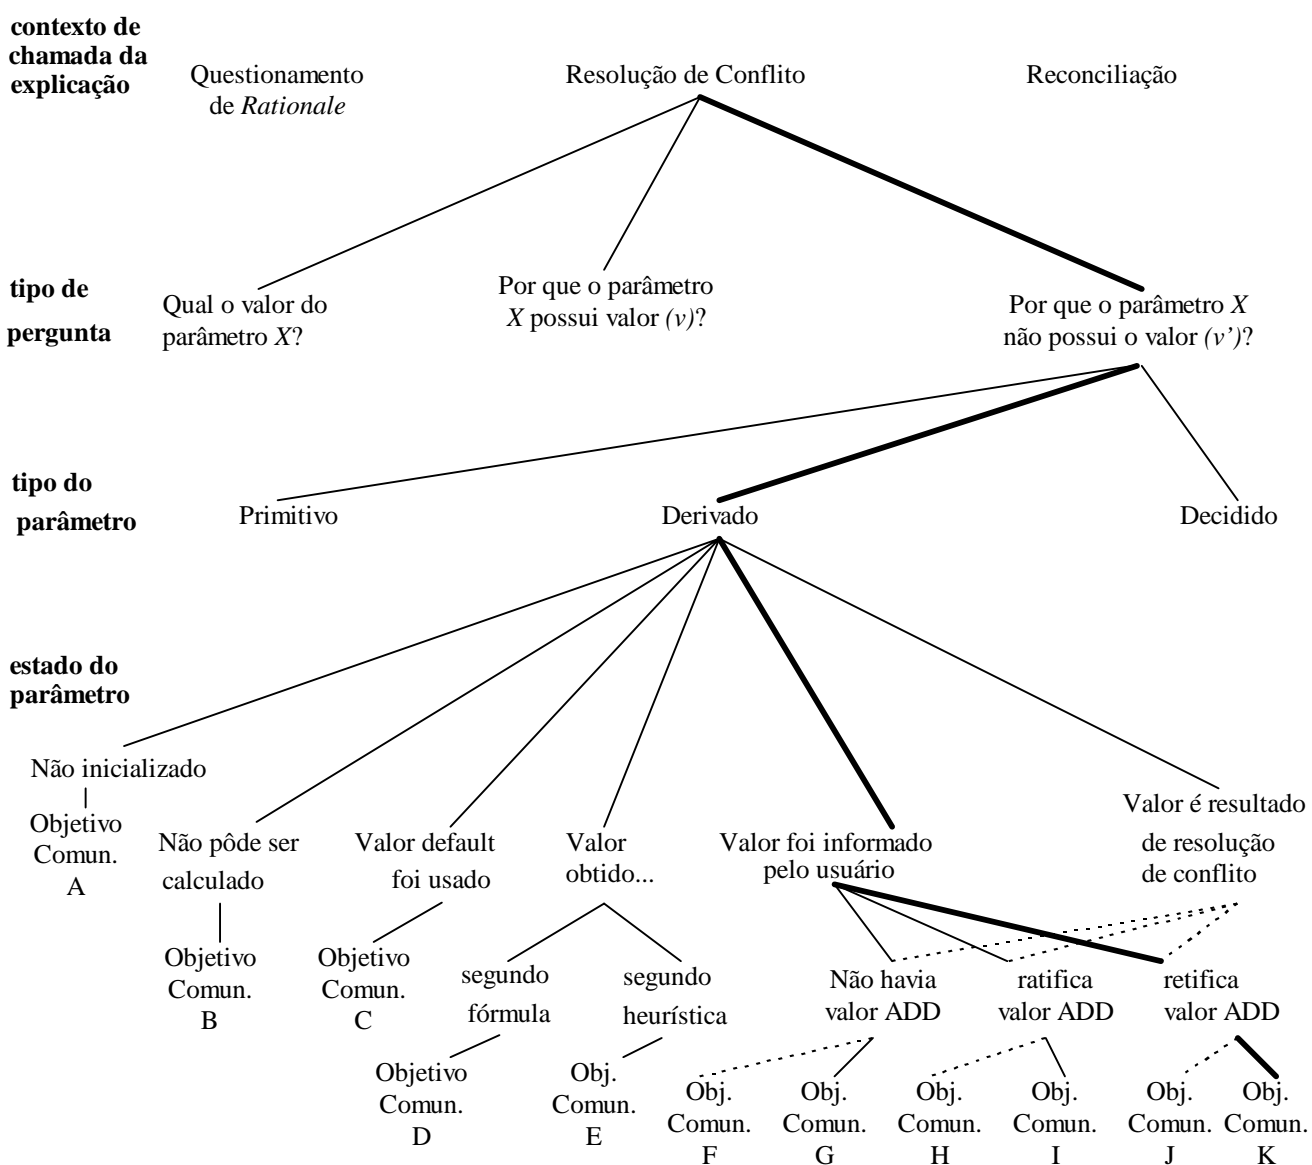 contexto de
chamada da
explicação
Questionamento
de Rationale
Resolução de Conflito
Reconciliação
tipo de
pergunta
Qual o valor do
parâmetro X?
Por que o parâmetro
X possui valor (v)?
Por que o parâmetro X
não possui o valor (v’)?
tipo do
parâmetro
Primitivo
Derivado
Decidido
estado do
parâmetro
Não inicializado
Objetivo
Comun.
A
Não pôde ser
calculado
Objetivo
Comun.
B
Valor default
foi usado
Objetivo
Comun.
C
Valor
obtido...
segundo
fórmula
Objetivo
Comun.
D
segundo
heurística
Obj.
Comun.
E
Valor foi informado
pelo usuário
Valor é resultado
de resolução
de conflito
Não havia
valor ADD
ratifica
valor ADD
retifica
valor ADD
Obj.
Comun.
F
Obj.
Comun.
G
Obj.
Comun.
H
Obj.
Comun.
I
Obj.
Comun.
J
Obj.
Comun.
K